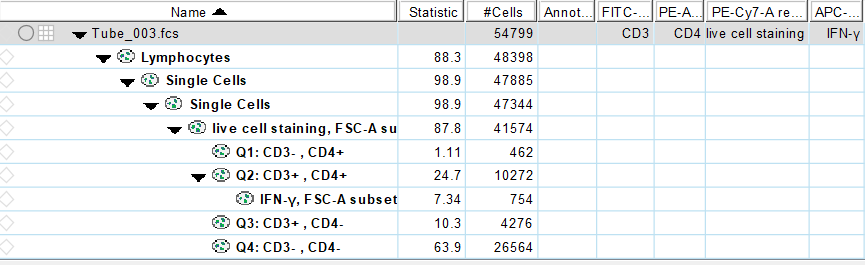 Name Statistic #Cells Annot... FITC-... PE-A... PE-Cy7-A re... APC-...
Tube_003.fcs 54799 CD3 CD4 live cell staining IFN-γ
Lymphocytes 88.3 48398
Single Cells 98.9 47885
Single Cells 98.9 47344
live cell staining, FSC-A su 87.8 41574
Q1: CD3- , CD4+ 1.11 462
Q2: CD3+ , CD4+ 24.7 10272
IFN-γ, FSC-A subset 7.34 754
Q3: CD3+ , CD4- 10.3 4276
Q4: CD3- , CD4- 63.9 26564